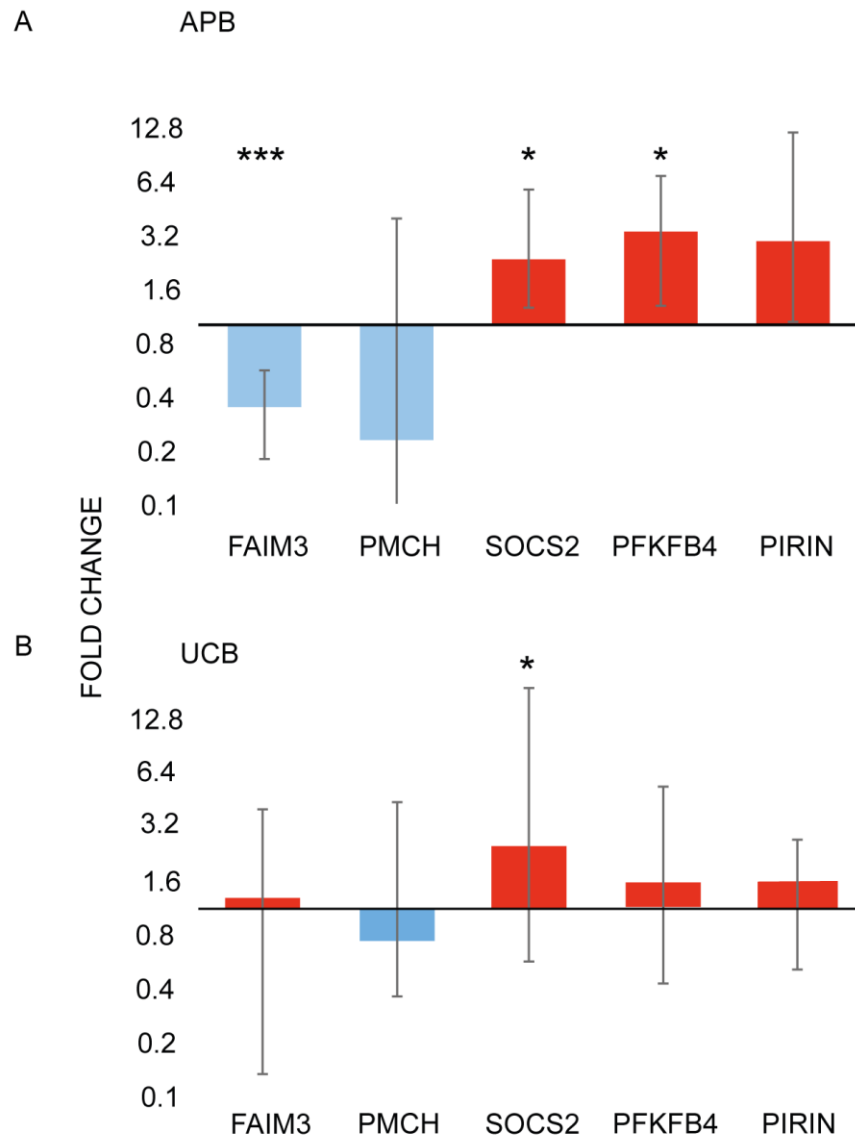 A
APB
12.8
6.4
3.2
1.6
0.8
0.4
0.2
0.1
***
*
*
FAIM3 PMCH SOCS2 PFKFB4 PIRIN
FOLD CHANGE
B
UCB
*
12.8
6.4
3.2
1.6
0.8
0.4
0.2
0.1
FAIM3 PMCH SOCS2 PFKFB4 PIRIN